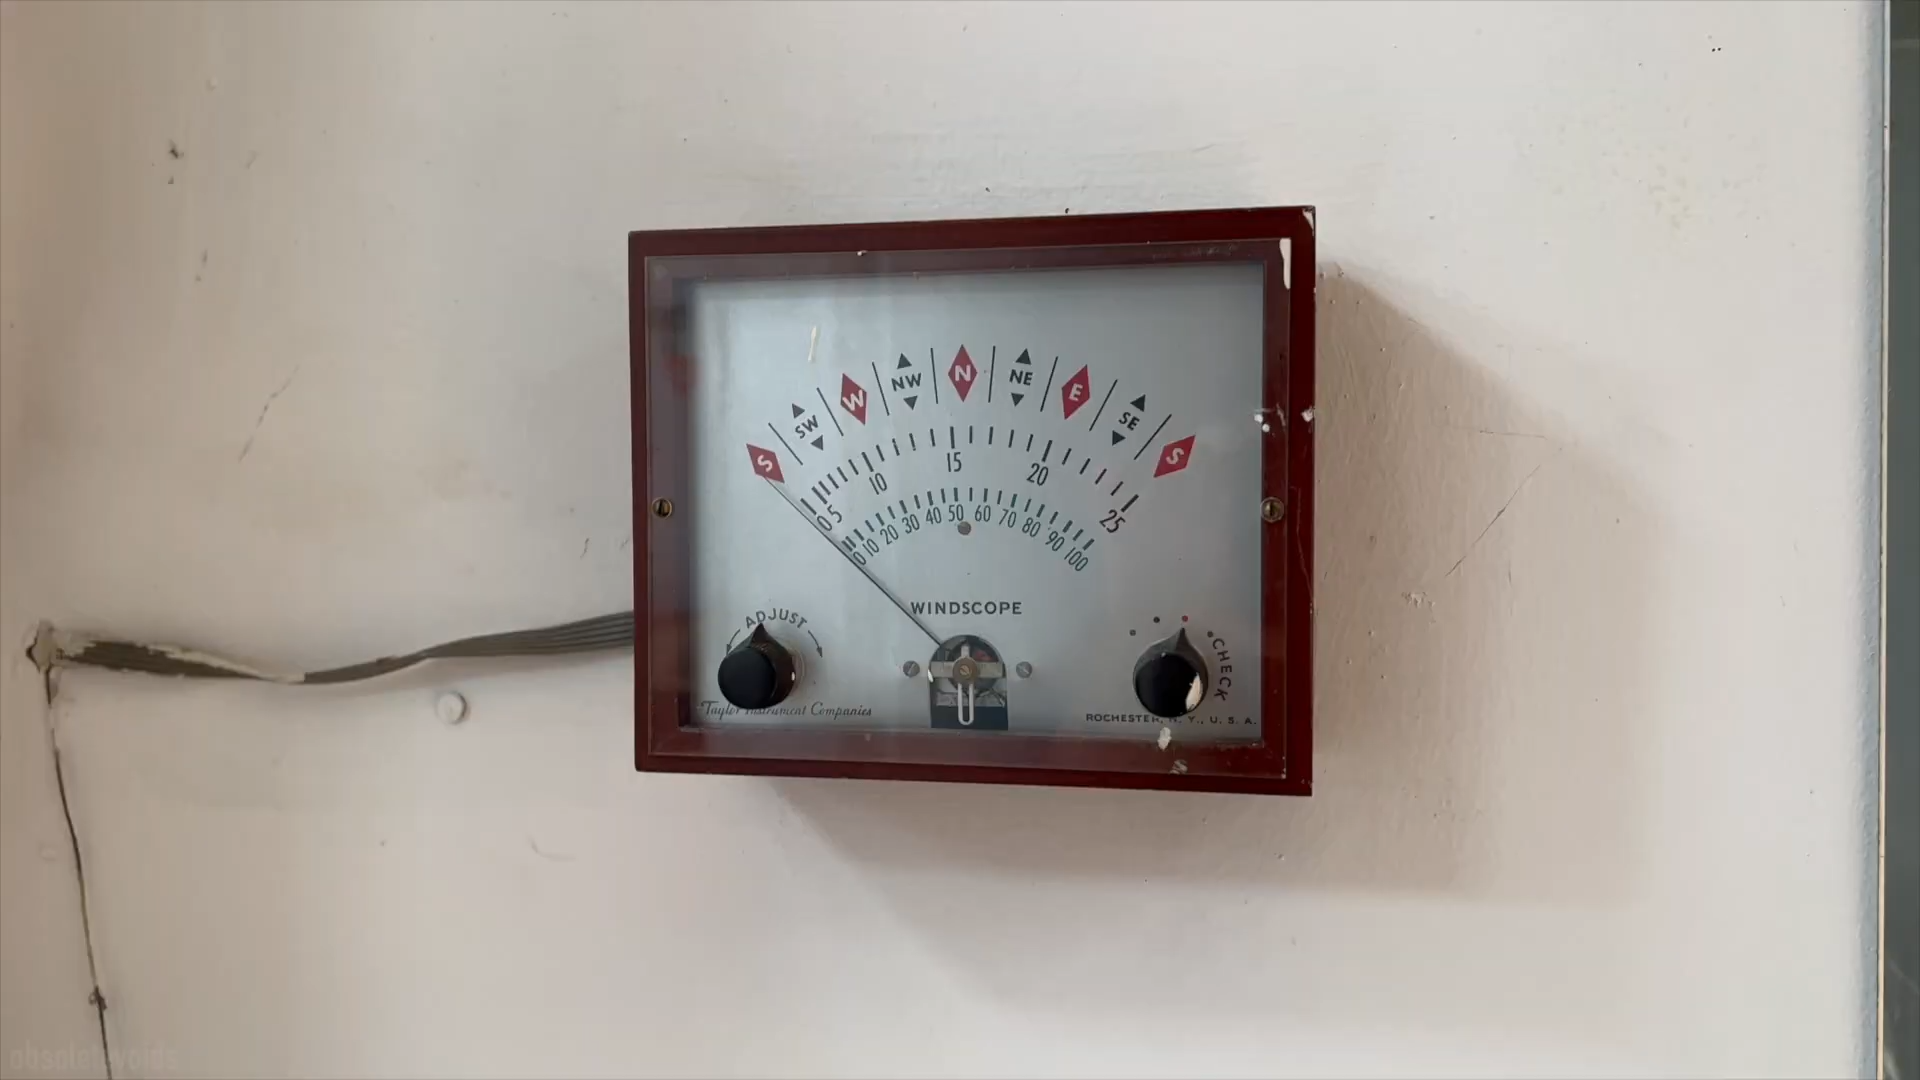 S SW W NW N NE E SE S
0 5 10 15 20 25
0 10 20 30 40 50 60 70 80 90 100
WINDSCOPE
ADJUST
CHECK
Taylor Instrument Companies
ROCHESTER, N. Y., U. S. A.